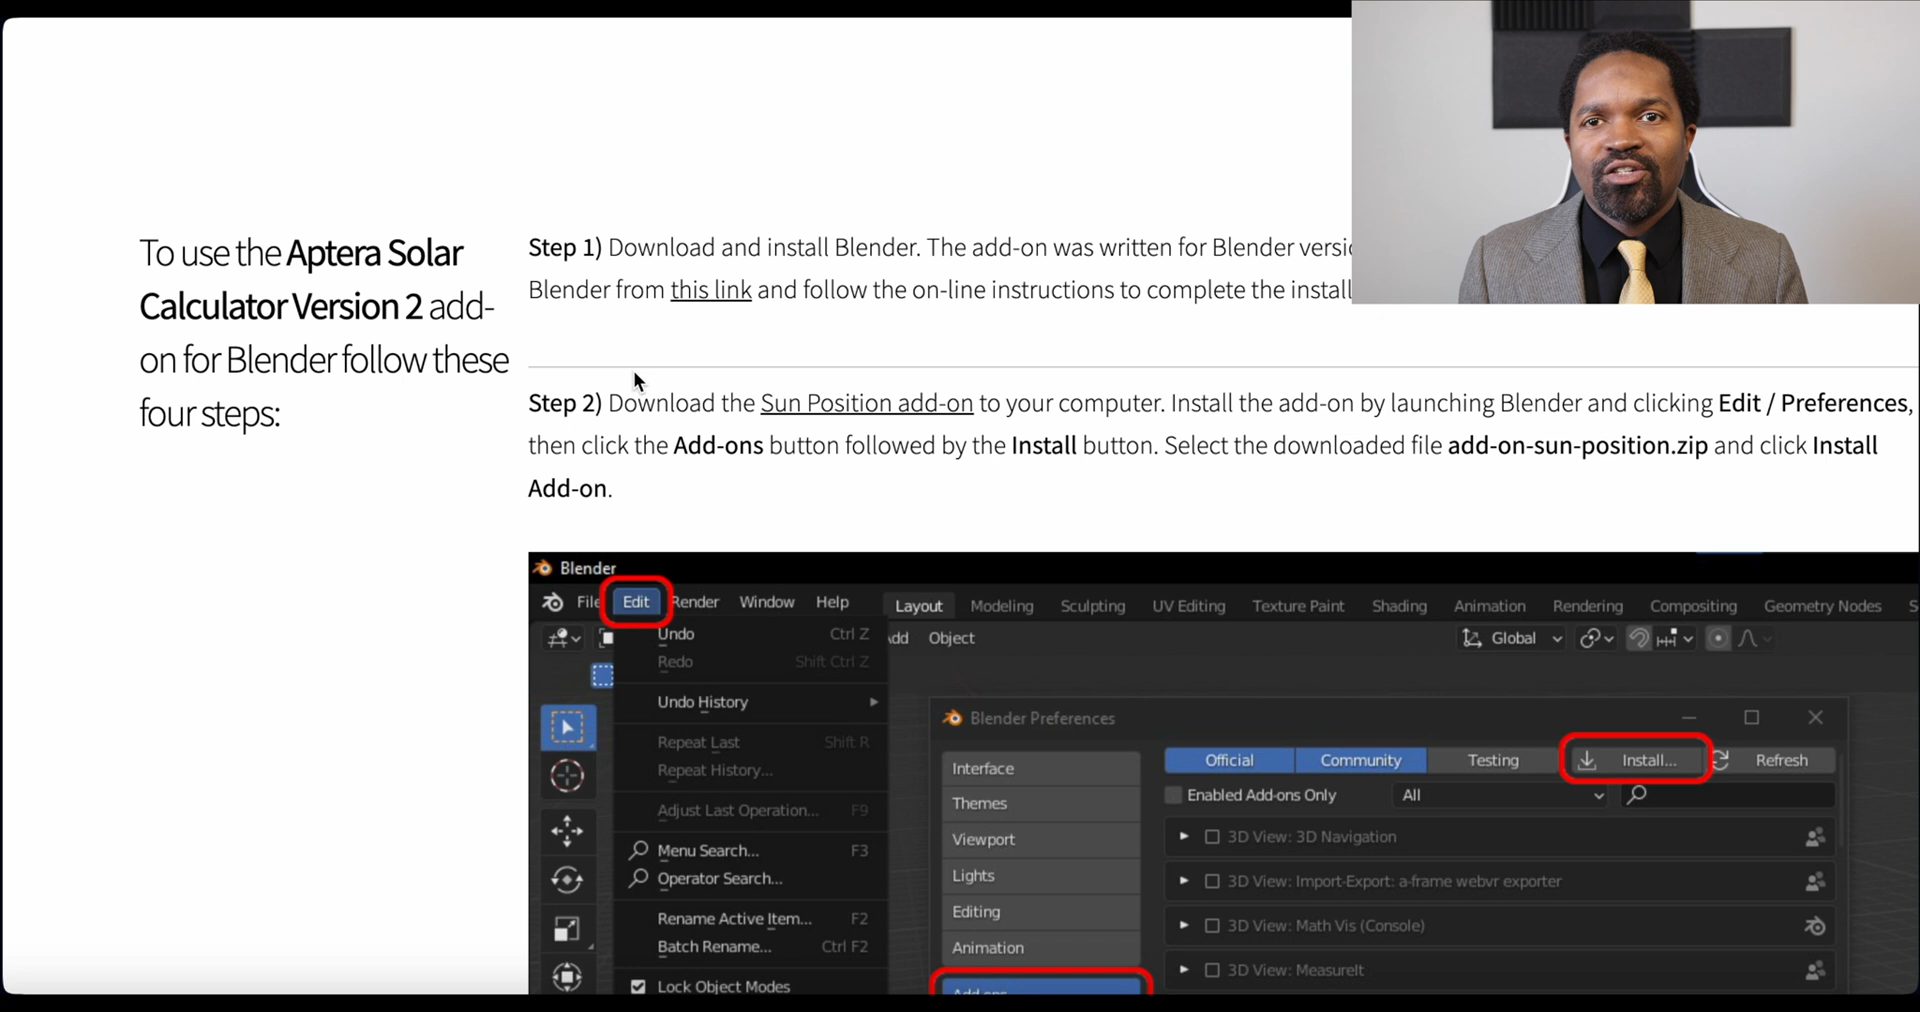 To use the Aptera Solar
Calculator Version 2 add-
on for Blender follow these
four steps:
Step 1) Download and install Blender. The add-on was written for Blender
Blender from this link and follow the on-line instructions to complete the
Step 2) Download the Sun Position add-on to your computer. Install the add-on by launching Blender and clicking Edit / Preferences,
then click the Add-ons button followed by the Install button. Select the downloaded file add-on-sun-position.zip and click Install
Add-on.
Blender
File Edit Render Window Help Layout Modeling Sculpting UV Editing Texture Paint Shading Animation Rendering Compositing Geometry Nodes
Object Global
Undo Ctrl Z
Redo Shift Ctrl Z
Undo History
Repeat Last Shift R
Repeat History...
Adjust Last Operation... F9
Menu Search... F3
Operator Search...
Rename Active Item... F2
Batch Rename... Ctrl F2
Lock Object Modes
Blender Preferences
Interface
Themes
Viewport
Lights
Editing
Animation
Add-ons
Official Community Testing Install... Refresh
Enabled Add-ons Only All
3D View: 3D Navigation
3D View: Import-Export: a-frame webvr exporter
3D View: Math Vis (Console)
3D View: MeasureIt